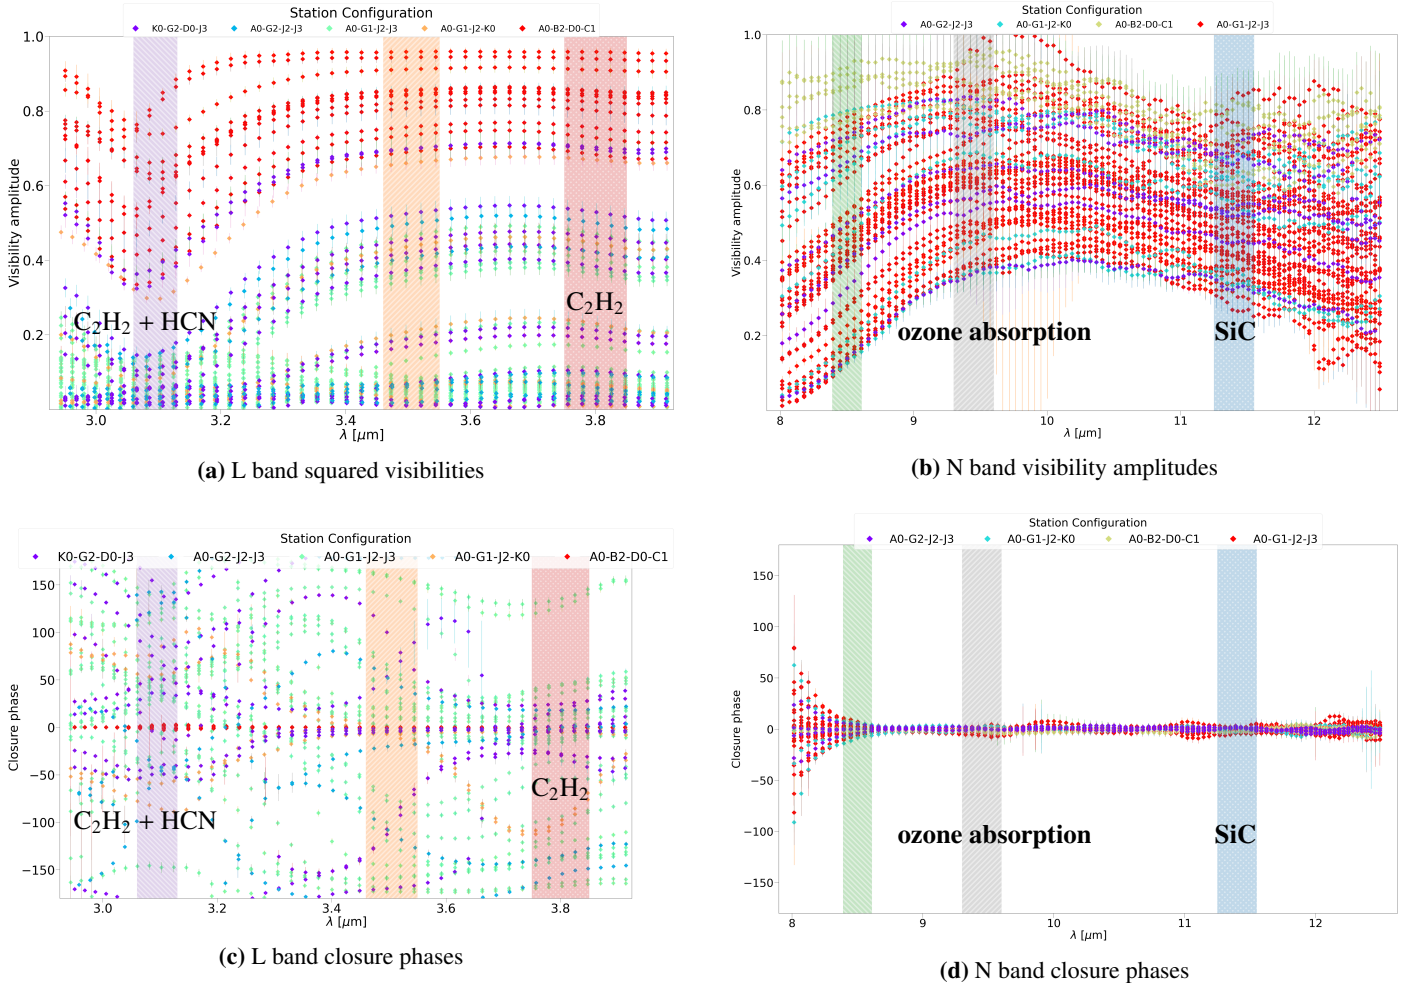 Station Configuration
K0-G2-D0-J3 A0-G2-J2-J3 A0-G1-J2-J3 A0-G1-J2-K0 A0-B2-D0-C1
1.0
0.8
0.6
0.4
0.2
Visibility amplitude
C₂H₂ + HCN
C₂H₂
3.0 3.2 3.4 3.6 3.8
λ [μm]
(a) L band squared visibilities
Station Configuration
A0-G2-J2-J3 A0-G1-J2-K0 A0-B2-D0-C1 A0-G1-J2-J3
1.0
0.8
0.6
0.4
0.2
Visibility amplitude
ozone absorption
SiC
8 9 10 11 12
λ [μm]
(b) N band visibility amplitudes
Station Configuration
K0-G2-D0-J3 A0-G2-J2-J3 A0-G1-J2-J3 A0-G1-J2-K0 A0-B2-D0-C1
150
100
50
0
−50
−100
−150
Closure phase
C₂H₂
C₂H₂ + HCN
3.0 3.2 3.4 3.6 3.8
λ [μm]
(c) L band closure phases
Station Configuration
A0-G2-J2-J3 A0-G1-J2-K0 A0-B2-D0-C1 A0-G1-J2-J3
150
100
50
0
−50
−100
−150
Closure phase
ozone absorption
SiC
8 9 10 11 12
λ [μm]
(d) N band closure phases